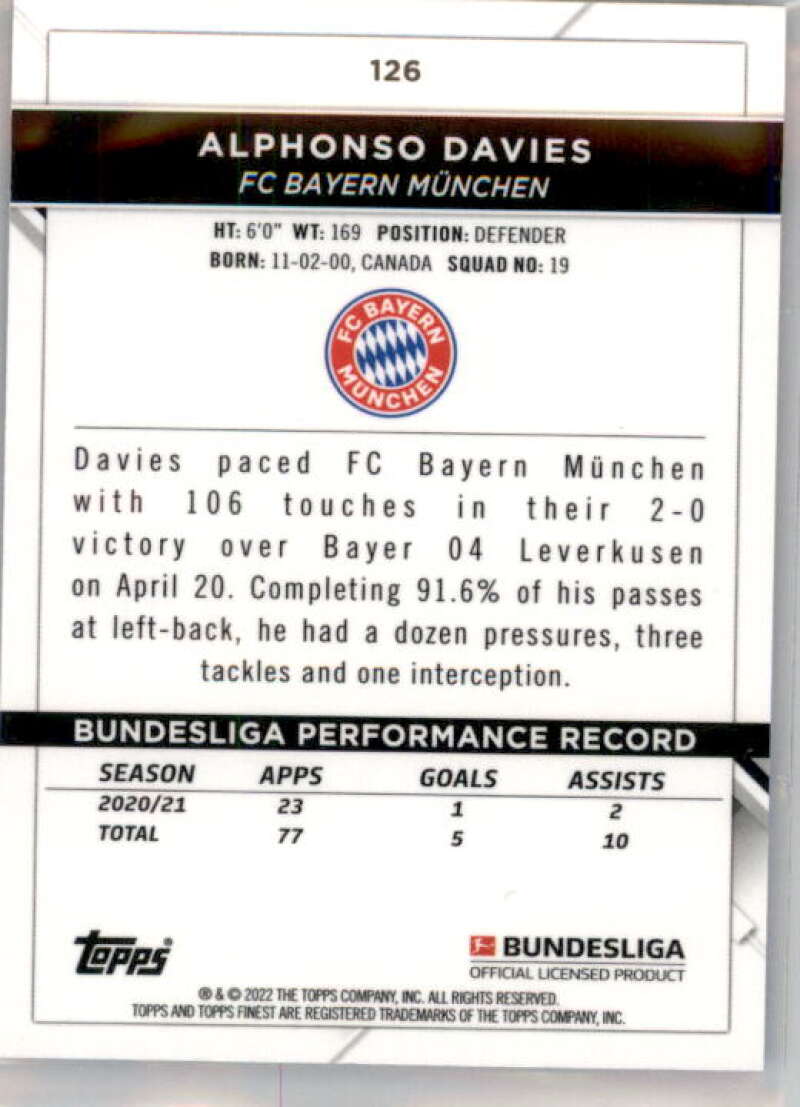 126
ALPHONSO DAVIES
FC BAYERN MÜNCHEN
HT: 6'0" WT: 169 POSITION: DEFENDER
BORN: 11-02-00, CANADA SQUAD NO: 19
FC BAYERN
MÜNCHEN
Davies paced FC Bayern München
with 106 touches in their 2-0
victory over Bayer 04 Leverkusen
on April 20. Completing 91.6% of his passes
at left-back, he had a dozen pressures, three
tackles and one interception.
BUNDESLIGA PERFORMANCE RECORD
SEASON APPS GOALS ASSISTS
2020/21 23 1 2
TOTAL 77 5 10
Topps®
BUNDESLIGA
OFFICIAL LICENSED PRODUCT
® & © 2022 THE TOPPS COMPANY, INC. ALL RIGHTS RESERVED.
TOPPS AND TOPPS FINEST ARE REGISTERED TRADEMARKS OF THE TOPPS COMPANY, INC.